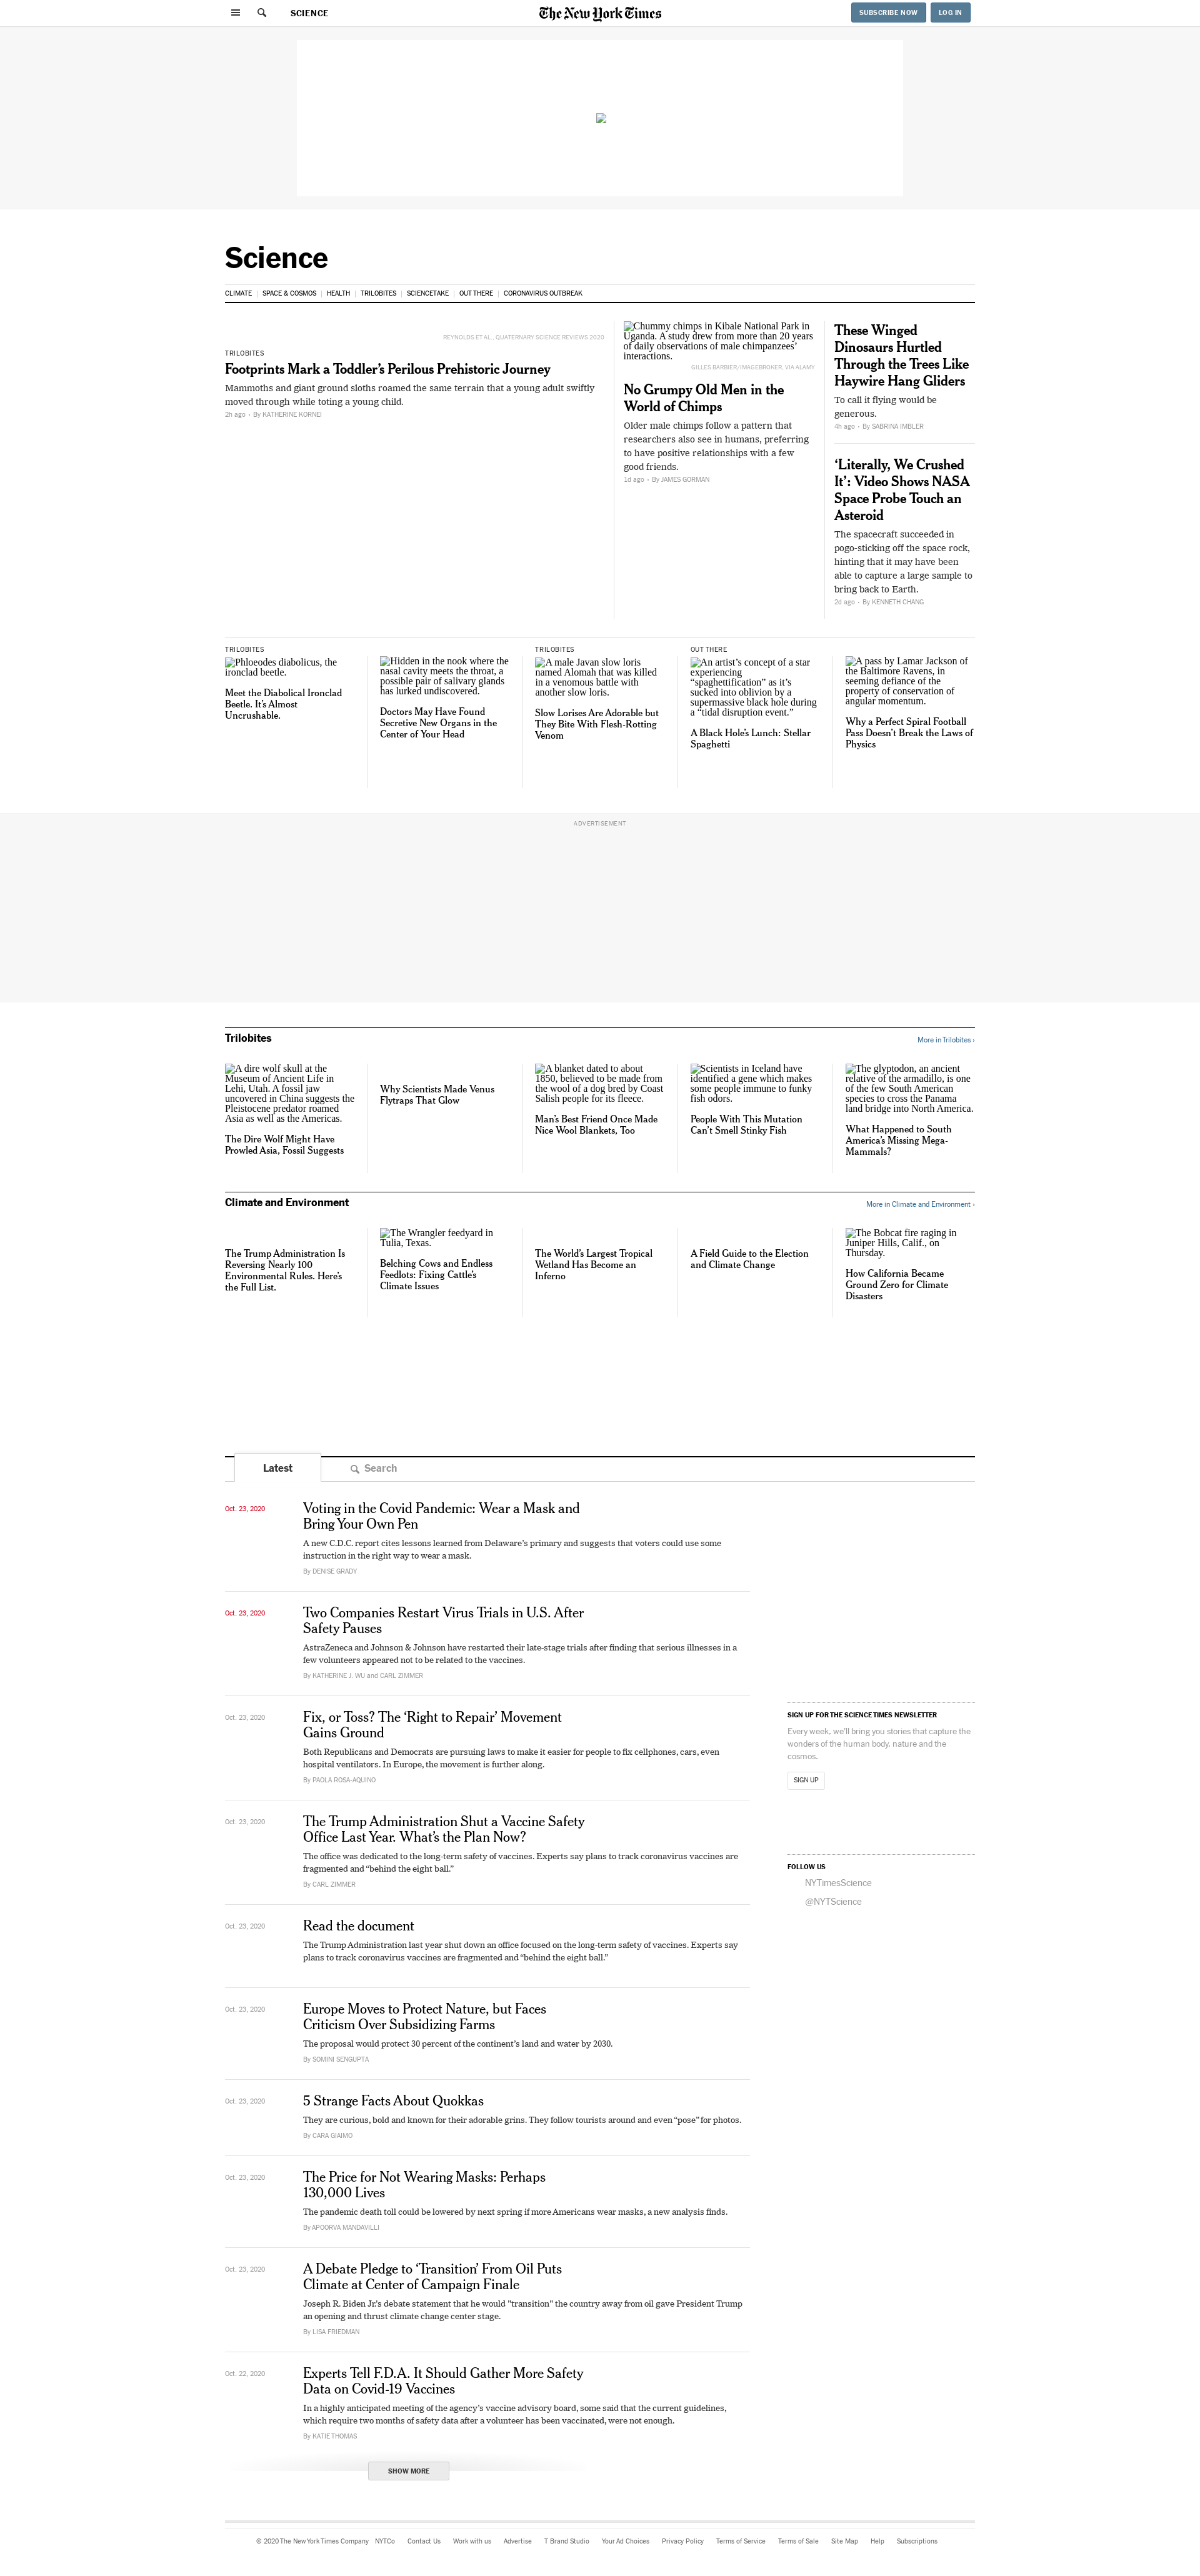 SCIENCE
The New York Times
SUBSCRIBE NOW
LOG IN
Science
CLIMATE
SPACE & COSMOS
HEALTH
TRILOBITES
SCIENCETAKE
OUT THERE
CORONAVIRUS OUTBREAK
REYNOLDS ET AL., QUATERNARY SCIENCE REVIEWS 2020
TRILOBITES
Footprints Mark a Toddler’s Perilous Prehistoric Journey
Mammoths and giant ground sloths roamed the same terrain that a young adult swiftly
moved through while toting a young child.
2h ago • By KATHERINE KORNEI
Chummy chimps in Kibale National Park in
Uganda. A study drew from more than 20 years
of daily observations of male chimpanzees’
interactions.
GILLES BARBIER/IMAGEBROKER, VIA ALAMY
No Grumpy Old Men in the
World of Chimps
Older male chimps follow a pattern that
researchers also see in humans, preferring
to have positive relationships with a few
good friends.
1d ago • By JAMES GORMAN
These Winged
Dinosaurs Hurtled
Through the Trees Like
Haywire Hang Gliders
To call it flying would be
generous.
4h ago • By SABRINA IMBLER
‘Literally, We Crushed
It’: Video Shows NASA
Space Probe Touch an
Asteroid
The spacecraft succeeded in
pogo-sticking off the space rock,
hinting that it may have been
able to capture a large sample to
bring back to Earth.
2d ago • By KENNETH CHANG
TRILOBITES
Phloeodes diabolicus, the
ironclad beetle.
Meet the Diabolical Ironclad
Beetle. It’s Almost
Uncrushable.
Hidden in the nook where the
nasal cavity meets the throat, a
possible pair of salivary glands
has lurked undiscovered.
Doctors May Have Found
Secretive New Organs in the
Center of Your Head
TRILOBITES
A male Javan slow loris
named Alomah that was killed
in a venomous battle with
another slow loris.
Slow Lorises Are Adorable but
They Bite With Flesh-Rotting
Venom
OUT THERE
An artist’s concept of a star
experiencing
“spaghettification” as it’s
sucked into oblivion by a
supermassive black hole during
a “tidal disruption event.”
A Black Hole’s Lunch: Stellar
Spaghetti
A pass by Lamar Jackson of
the Baltimore Ravens, in
seeming defiance of the
property of conservation of
angular momentum.
Why a Perfect Spiral Football
Pass Doesn’t Break the Laws of
Physics
ADVERTISEMENT
Trilobites
More in Trilobites ›
A dire wolf skull at the
Museum of Ancient Life in
Lehi, Utah. A fossil jaw
uncovered in China suggests the
Pleistocene predator roamed
Asia as well as the Americas.
The Dire Wolf Might Have
Prowled Asia, Fossil Suggests
Why Scientists Made Venus
Flytraps That Glow
A blanket dated to about
1850, believed to be made from
the wool of a dog bred by Coast
Salish people for its fleece.
Man’s Best Friend Once Made
Nice Wool Blankets, Too
Scientists in Iceland have
identified a gene which makes
some people immune to funky
fish odors.
People With This Mutation
Can’t Smell Stinky Fish
The glyptodon, an ancient
relative of the armadillo, is one
of the few South American
species to cross the Panama
land bridge into North America.
What Happened to South
America’s Missing Mega-
Mammals?
Climate and Environment
More in Climate and Environment ›
The Trump Administration Is
Reversing Nearly 100
Environmental Rules. Here’s
the Full List.
The Wrangler feedyard in
Tulia, Texas.
Belching Cows and Endless
Feedlots: Fixing Cattle’s
Climate Issues
The World’s Largest Tropical
Wetland Has Become an
Inferno
A Field Guide to the Election
and Climate Change
The Bobcat fire raging in
Juniper Hills, Calif., on
Thursday.
How California Became
Ground Zero for Climate
Disasters
Latest
Search
Oct. 23, 2020
Voting in the Covid Pandemic: Wear a Mask and
Bring Your Own Pen
A new C.D.C. report cites lessons learned from Delaware’s primary and suggests that voters could use some
instruction in the right way to wear a mask.
By DENISE GRADY
Oct. 23, 2020
Two Companies Restart Virus Trials in U.S. After
Safety Pauses
AstraZeneca and Johnson & Johnson have restarted their late-stage trials after finding that serious illnesses in a
few volunteers appeared not to be related to the vaccines.
By KATHERINE J. WU and CARL ZIMMER
Oct. 23, 2020
Fix, or Toss? The ‘Right to Repair’ Movement
Gains Ground
Both Republicans and Democrats are pursuing laws to make it easier for people to fix cellphones, cars, even
hospital ventilators. In Europe, the movement is further along.
By PAOLA ROSA-AQUINO
Oct. 23, 2020
The Trump Administration Shut a Vaccine Safety
Office Last Year. What’s the Plan Now?
The office was dedicated to the long-term safety of vaccines. Experts say plans to track coronavirus vaccines are
fragmented and “behind the eight ball.”
By CARL ZIMMER
Oct. 23, 2020
Read the document
The Trump Administration last year shut down an office focused on the long-term safety of vaccines. Experts say
plans to track coronavirus vaccines are fragmented and “behind the eight ball.”
Oct. 23, 2020
Europe Moves to Protect Nature, but Faces
Criticism Over Subsidizing Farms
The proposal would protect 30 percent of the continent’s land and water by 2030.
By SOMINI SENGUPTA
Oct. 23, 2020
5 Strange Facts About Quokkas
They are curious, bold and known for their adorable grins. They follow tourists around and even “pose” for photos.
By CARA GIAIMO
Oct. 23, 2020
The Price for Not Wearing Masks: Perhaps
130,000 Lives
The pandemic death toll could be lowered by next spring if more Americans wear masks, a new analysis finds.
By APOORVA MANDAVILLI
Oct. 23, 2020
A Debate Pledge to ‘Transition’ From Oil Puts
Climate at Center of Campaign Finale
Joseph R. Biden Jr.’s debate statement that he would "transition" the country away from oil gave President Trump
an opening and thrust climate change center stage.
By LISA FRIEDMAN
Oct. 22, 2020
Experts Tell F.D.A. It Should Gather More Safety
Data on Covid-19 Vaccines
In a highly anticipated meeting of the agency’s vaccine advisory board, some said that the current guidelines,
which require two months of safety data after a volunteer has been vaccinated, were not enough.
By KATIE THOMAS
SHOW MORE
SIGN UP FOR THE SCIENCE TIMES NEWSLETTER
Every week, we’ll bring you stories that capture the
wonders of the human body, nature and the
cosmos.
SIGN UP
FOLLOW US
NYTimesScience
@NYTScience
© 2020 The New York Times Company
NYTCo
Contact Us
Work with us
Advertise
T Brand Studio
Your Ad Choices
Privacy Policy
Terms of Service
Terms of Sale
Site Map
Help
Subscriptions